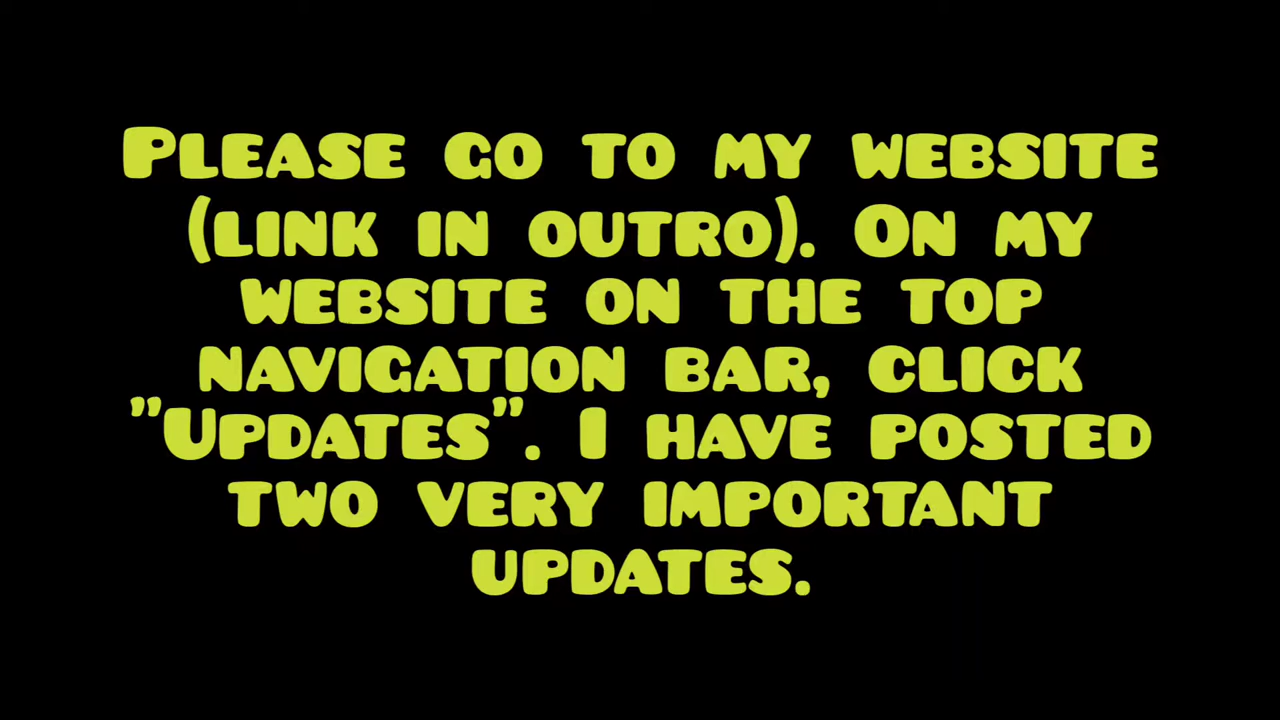 Please go to my website
(link in outro). On my
website on the top
navigation bar, click
"Updates". I have posted
two very important
updates.